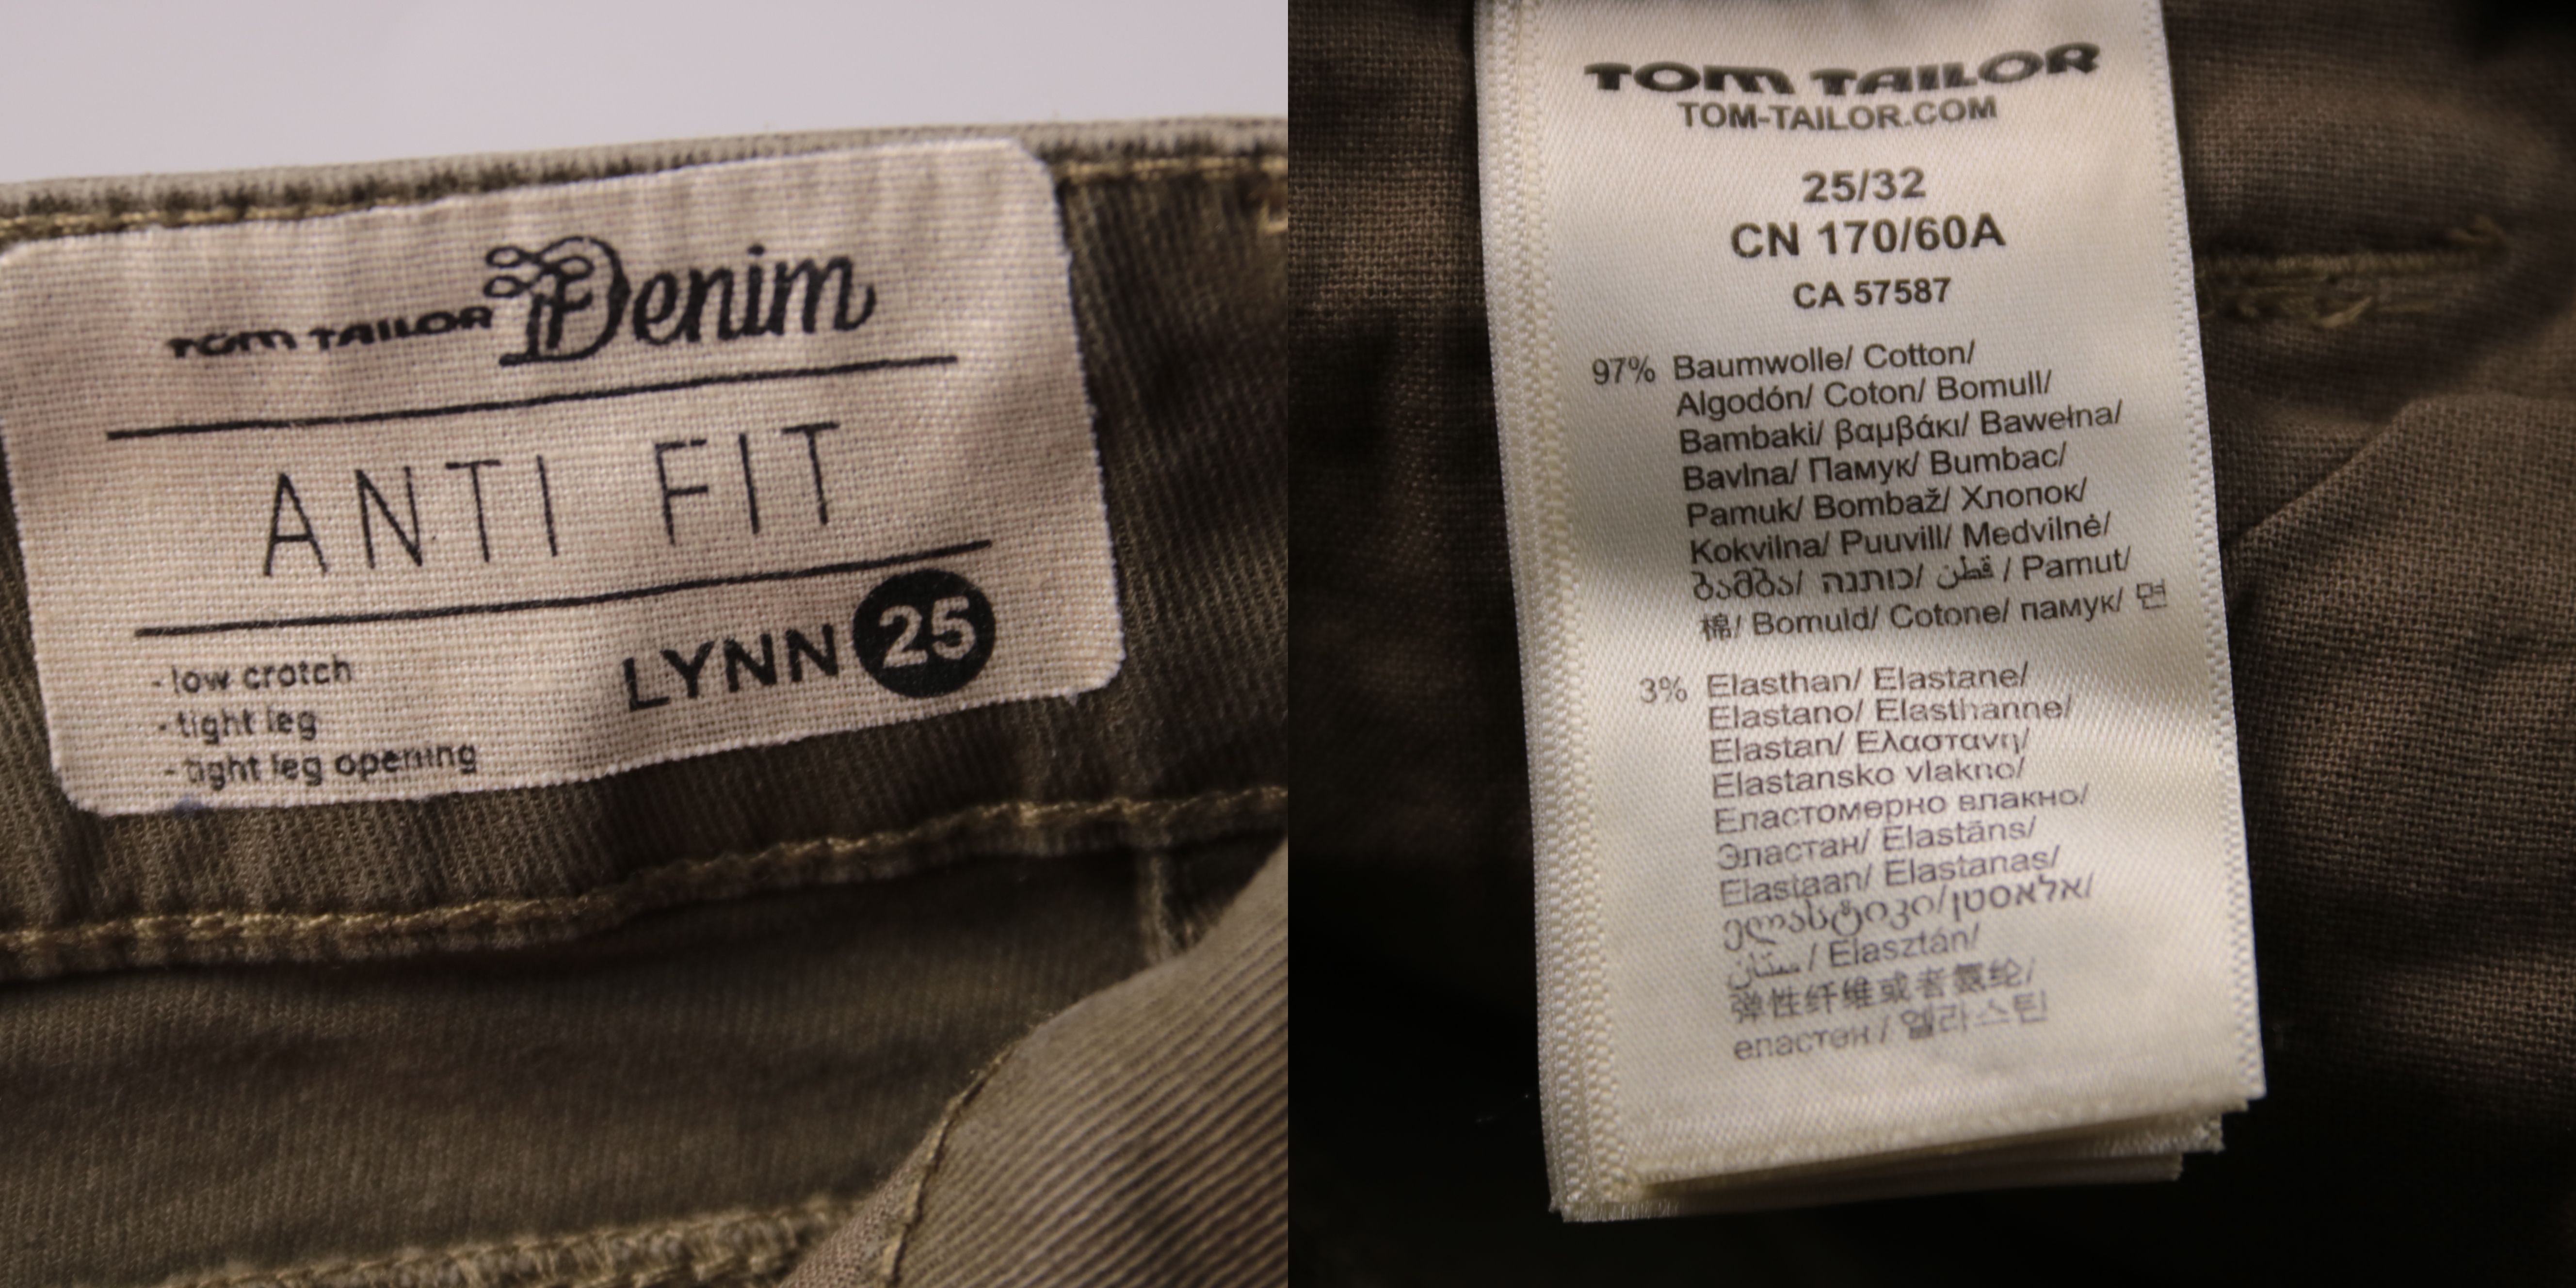 TOM TAILOR Denim
ANTI FIT
- low crotch
- tight leg
- tight leg opening
LYNN 25
TOM TAILOR
TOM-TAILOR.COM
25/32
CN 170/60A
CA 57587
97% Baumwolle/ Cotton/
Algodón/ Coton/ Bomull/
Bambaki/ βαμβάκι/ Bawełna/
Bavlna/ Памук/ Bumbac/
Pamuk/ Bombaž/ Хлопок/
Kokvilna/ Puuvill/ Medvilnė/
ბამბა/ כותנה/ قطن / Pamut/
棉/ Bomuld/ Cotone/ памук/ 면
3% Elasthan/ Elastane/
Elastano/ Elasthanne/
Elastan/ Ελαστανη/
Elastansko vlakno/
Еластомерно влакно/
Эластан/ Elastāns/
Elastaan/ Elastanas/
ელასტიკი/אלאסטן/
/ Elasztán/
弹性纤维或者氨纶/
еластен / 엘라스틴